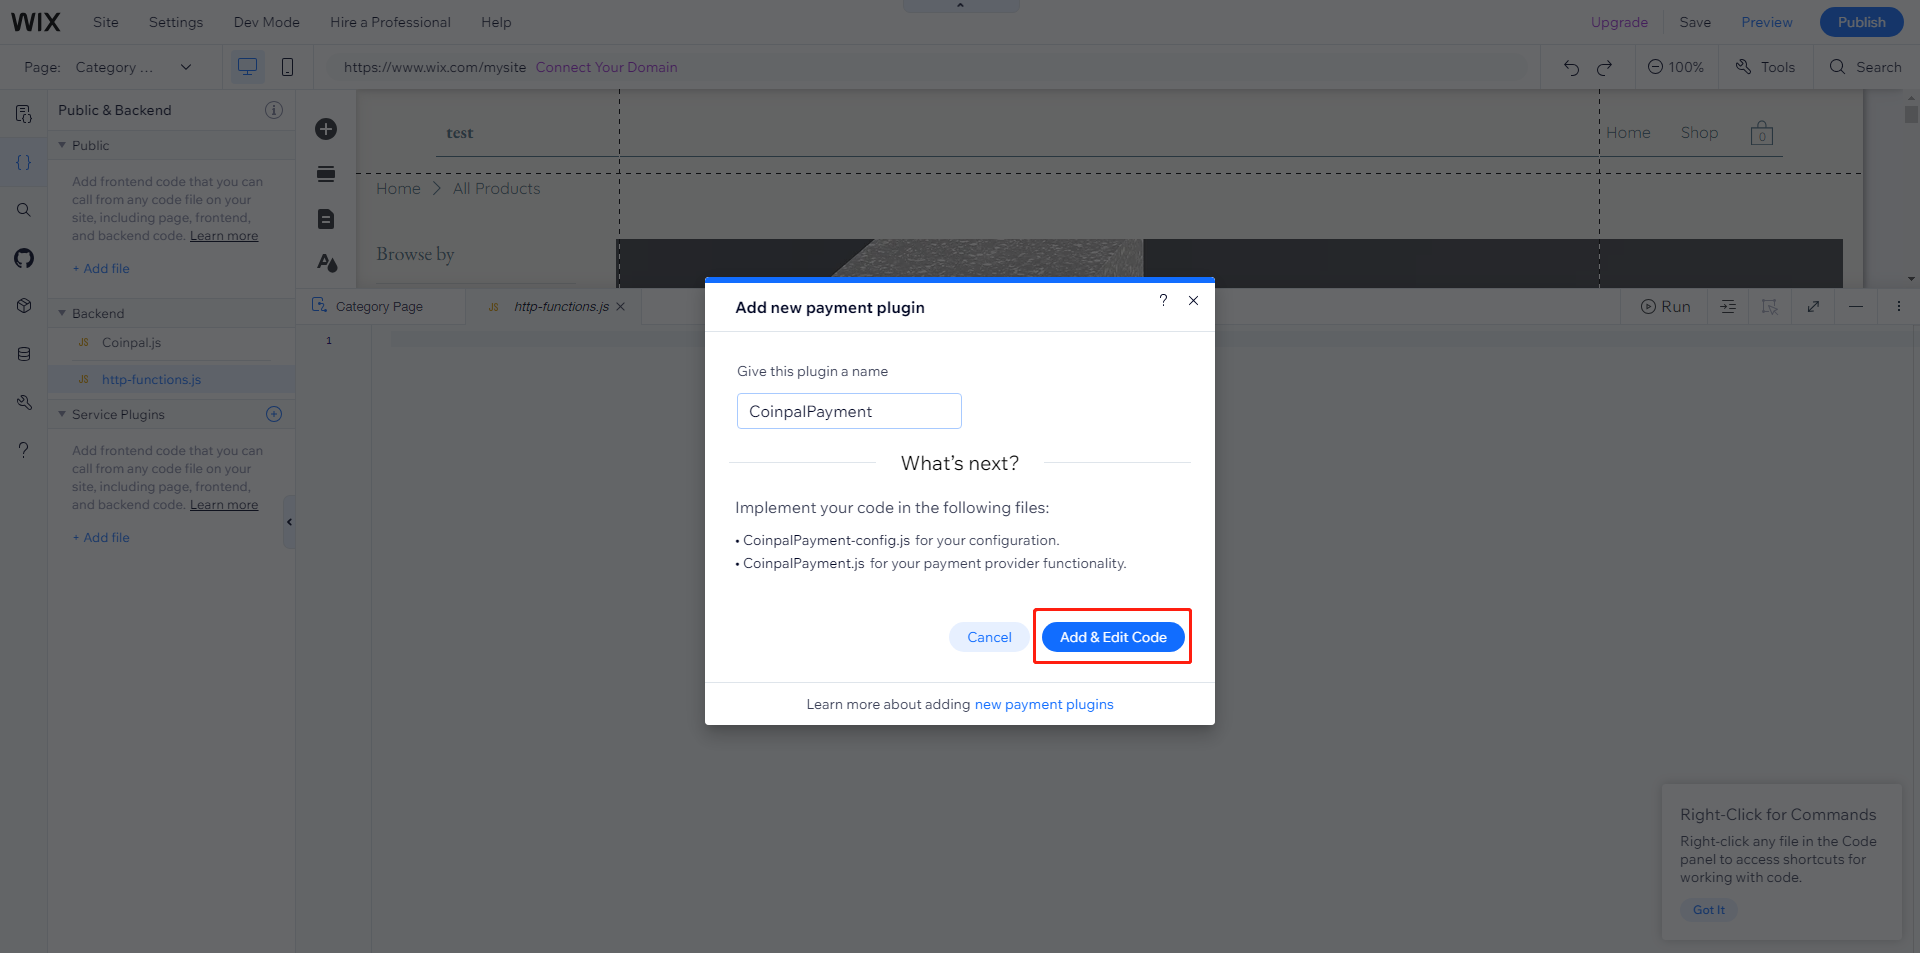 WIX Site Settings Dev Mode Hire a Professional Help Upgrade Save Preview Publish
Page: Category ... https://www.wix.com/mysite Connect Your Domain 100% Tools Search
Public & Backend
Public
Add frontend code that you can
call from any code file on your
site, including page, frontend,
and backend code. Learn more
+ Add file
Backend
JS Coinpal.js
JS http-functions.js
Service Plugins
Add frontend code that you can
call from any code file on your
site, including page, frontend,
and backend code. Learn more
+ Add file
test
Home Shop 0
Home > All Products
Browse by
Category Page JS http-functions.js Run
1
Add new payment plugin ?
Give this plugin a name
CoinpalPayment
What's next?
Implement your code in the following files:
• CoinpalPayment-config.js for your configuration.
• CoinpalPayment.js for your payment provider functionality.
Cancel Add & Edit Code
Learn more about adding new payment plugins
Right-Click for Commands
Right-click any file in the Code
panel to access shortcuts for
working with code.
Got It